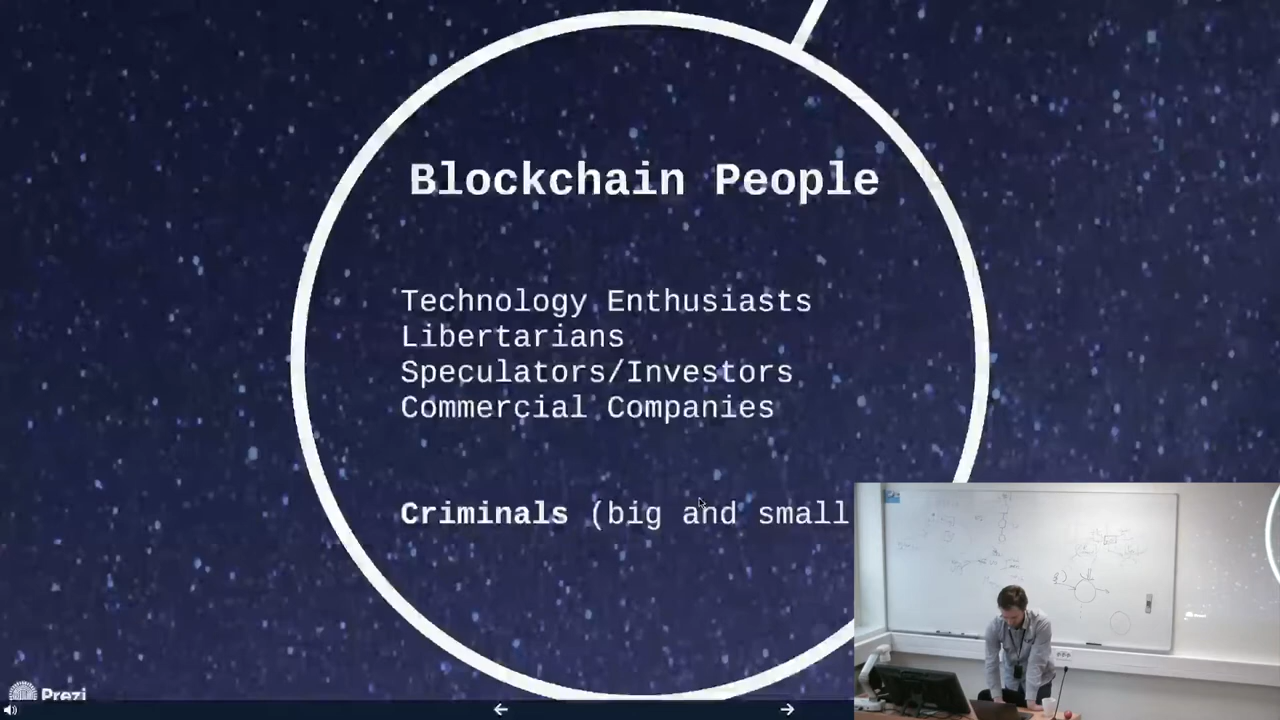 Blockchain People
Technology Enthusiasts
Libertarians
Speculators/Investors
Commercial Companies
Criminals (big and small
Prezi